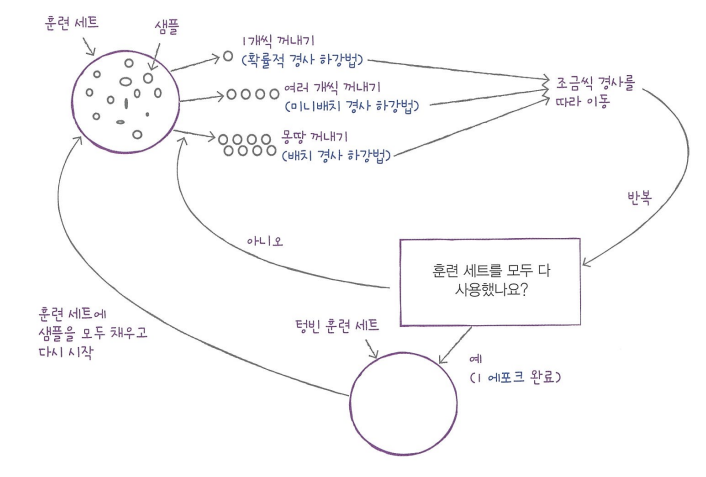 훈련 세트
샘플
1개씩 꺼내기
(확률적 경사 하강법)
여러 개씩 꺼내기
(미니배치 경사 하강법)
몽땅 꺼내기
(배치 경사 하강법)
조금씩 경사를
따라 이동
반복
아니오
훈련 세트를 모두 다
사용했나요?
훈련 세트에
샘플을 모두 채우고
다시 시작
텅빈 훈련 세트
예
(1 에포크 완료)